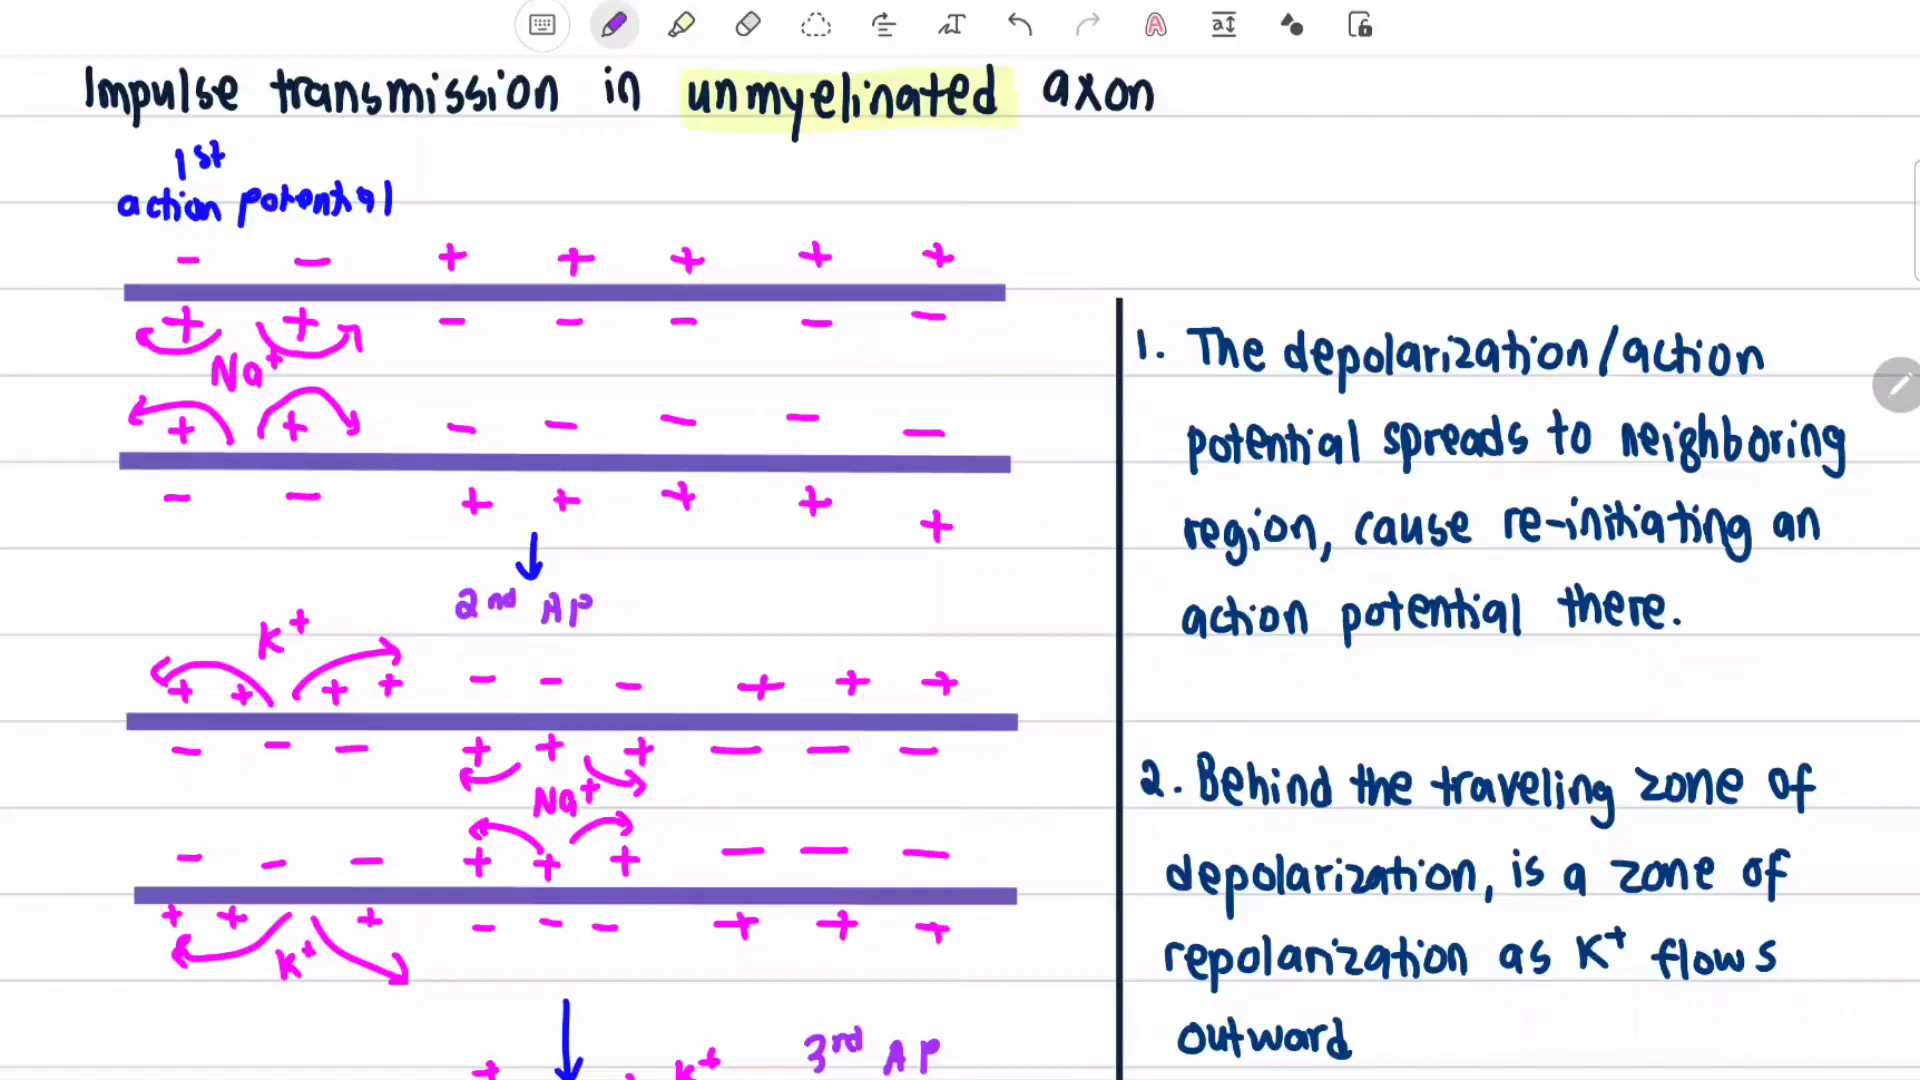 Impulse transmission in unmyelinated axon
1st
action potential
- - + + + + +
+ + - - - - -
Na+
+ + - - - - -
- - + + + + +
2nd AP
K+
+ + + + - - - + + +
- - - + + + - - -
Na+
- - - + + + - - -
+ + + - - - + + +
K+
3rd AP
+ K+
1. The depolarization/action
potential spreads to neighboring
region, cause re-initiating an
action potential there.
2. Behind the traveling zone of
depolarization, is a zone of
repolarization as K+ flows
outward